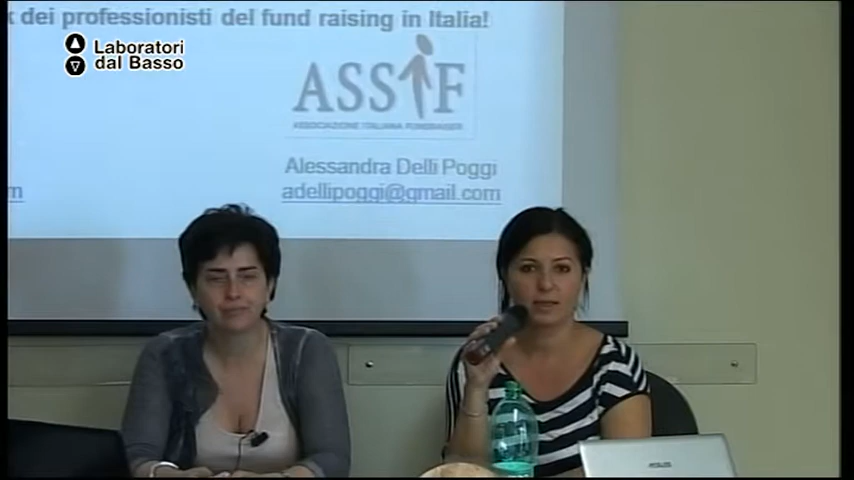 dei professionisti del fund raising in Italia!
Laboratori
dal Basso
ASSIF
ASSOCIAZIONE ITALIANA FUNDRAISER
Alessandra Delli Poggi
adellipoggi@gmail.com